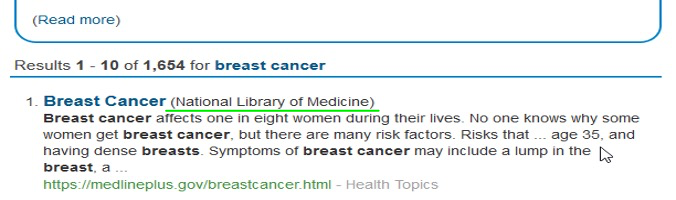 (Read more)
Results 1 - 10 of 1,654 for breast cancer
1. Breast Cancer (National Library of Medicine)
Breast cancer affects one in eight women during their lives. No one knows why some
women get breast cancer, but there are many risk factors. Risks that ... age 35, and
having dense breasts. Symptoms of breast cancer may include a lump in the
breast, a ...
https://medlineplus.gov/breastcancer.html - Health Topics